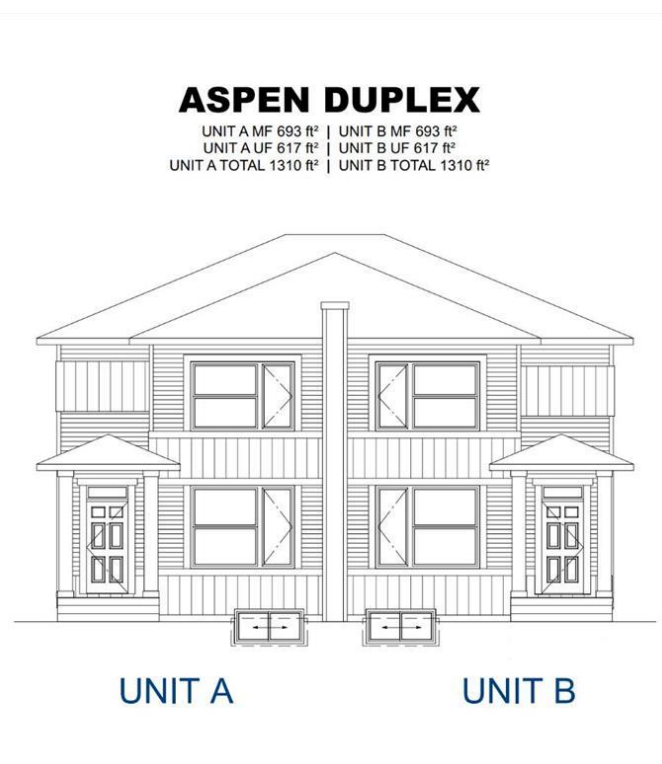 ASPEN DUPLEX
UNIT A MF 693 ft² | UNIT B MF 693 ft²
UNIT A UF 617 ft² | UNIT B UF 617 ft²
UNIT A TOTAL 1310 ft² | UNIT B TOTAL 1310 ft²
UNIT A
UNIT B